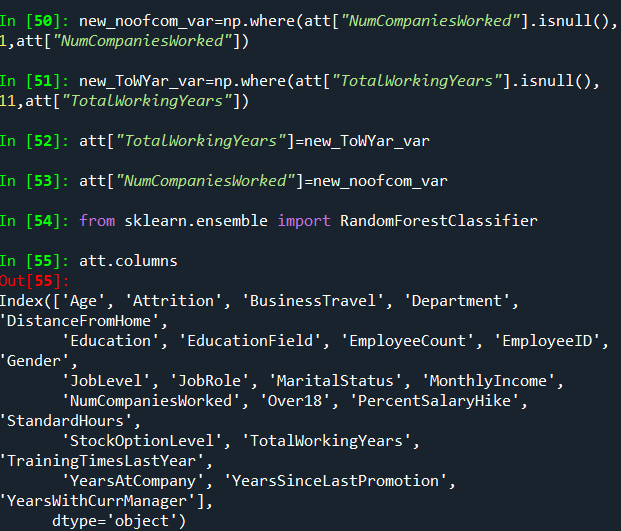 In [50]: new_noofcom_var=np.where(att["NumCompaniesWorked"].isnull(),
1,att["NumCompaniesWorked"])
In [51]: new_ToWYar_var=np.where(att["TotalWorkingYears"].isnull(),
11,att["TotalWorkingYears"])
In [52]: att["TotalWorkingYears"]=new_ToWYar_var
In [53]: att["NumCompaniesWorked"]=new_noofcom_var
In [54]: from sklearn.ensemble import RandomForestClassifier
In [55]: att.columns
Out[55]:
Index(['Age', 'Attrition', 'BusinessTravel', 'Department',
'DistanceFromHome',
'Education', 'EducationField', 'EmployeeCount', 'EmployeeID',
'Gender',
'JobLevel', 'JobRole', 'MaritalStatus', 'MonthlyIncome',
'NumCompaniesWorked', 'Over18', 'PercentSalaryHike',
'StandardHours',
'StockOptionLevel', 'TotalWorkingYears',
'TrainingTimesLastYear',
'YearsAtCompany', 'YearsSinceLastPromotion',
'YearsWithCurrManager'],
dtype='object')